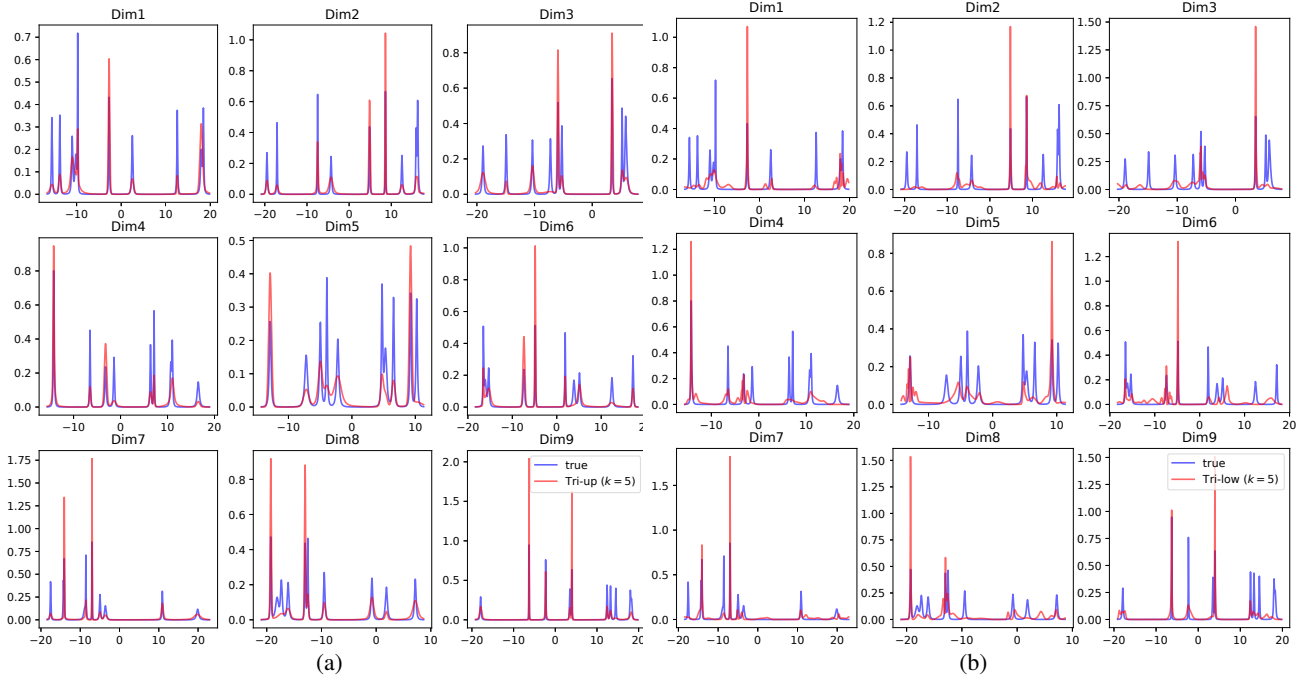 Dim1 Dim2 Dim3 Dim1 Dim2 Dim3
0.7 0.6 0.5 0.4 0.3 0.2 0.1 0.0
1.0 0.8 0.6 0.4 0.2 0.0
0.8 0.6 0.4 0.2 0.0
1.0 0.8 0.6 0.4 0.2 0.0
1.2 1.0 0.8 0.6 0.4 0.2 0.0
1.50 1.25 1.00 0.75 0.50 0.25 0.00
−10 0 10 20 −20 −10 0 10 −20 −10 0 −10 0 10 20 −20 −10 0 10 −20 −10 0
Dim4 Dim5 Dim6 Dim4 Dim5 Dim6
0.8 0.6 0.4 0.2 0.0
0.5 0.4 0.3 0.2 0.1 0.0
1.0 0.8 0.6 0.4 0.2 0.0
1.2 1.0 0.8 0.6 0.4 0.2 0.0
0.8 0.6 0.4 0.2 0.0
1.25 1.00 0.75 0.50 0.25 0.00
−10 0 10 −10 0 10 −20 −10 0 10 20 −10 0 10 20 −10 0 10 −20 −10 0 10 20
Dim7 Dim8 Dim9 Dim7 Dim8 Dim9
1.75 1.50 1.25 1.00 0.75 0.50 0.25 0.00
0.8 0.6 0.4 0.2 0.0
2.0 1.5 1.0 0.5 0.0
true
Tri-up (k = 5)
1.5 1.0 0.5 0.0
1.50 1.25 1.00 0.75 0.50 0.25 0.00
1.50 1.25 1.00 0.75 0.50 0.25 0.00
true
Tri-low (k = 5)
−20 −10 0 10 20 −20 −10 0 −20 −10 0 10 20 −20 −10 0 10 20 −20 −10 0 10 −20 −10 0 10 20
(a) (b)